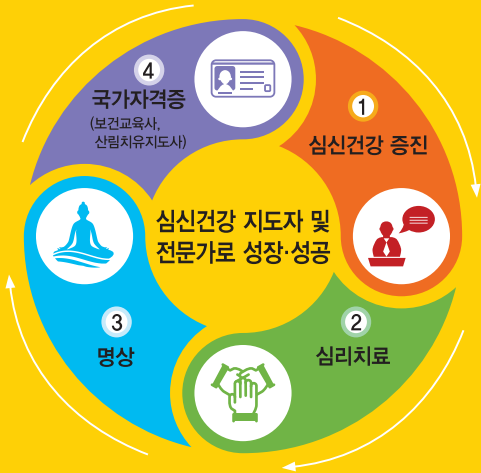 1
심신건강 증진
2
심리치료
3
명상
4
국가자격증
(보건교육사,
산림치유지도사)
심신건강 지도자 및
전문가로 성장·성공